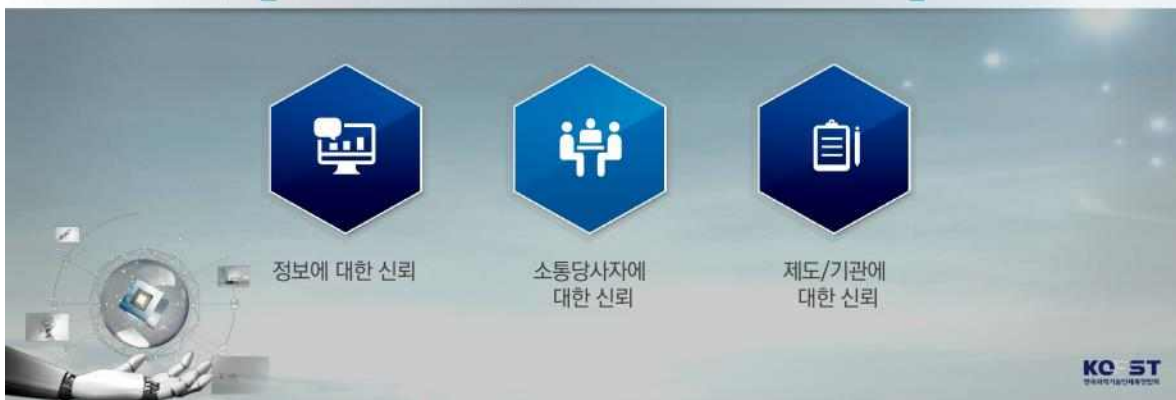 정보에 대한 신뢰
소통당사자에
대한 신뢰
제도/기관에
대한 신뢰